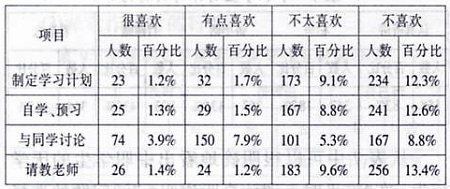 项目 很喜欢 有点喜欢 不太喜欢 不喜欢
人数 百分比 人数 百分比 人数 百分比 人数 百分比
制定学习计划 23 1.2% 32 1.7% 173 9.1% 234 12.3%
自学、预习 25 1.3% 29 1.5% 167 8.8% 241 12.6%
与同学讨论 74 3.9% 150 7.9% 101 5.3% 167 8.8%
请教老师 26 1.4% 24 1.2% 183 9.6% 256 13.4%